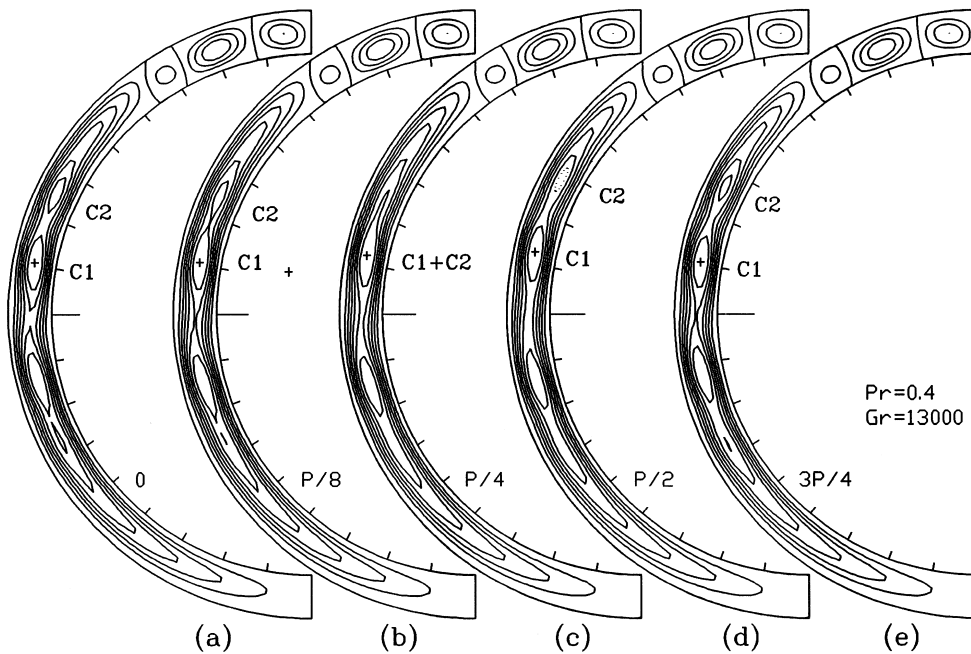 C2
C1
0
(a)
C2
C1
P/8
(b)
C1+C2
P/4
(c)
C2
C1
P/2
(d)
C2
C1
3P/4
(e)
Pr=0.4
Gr=13000